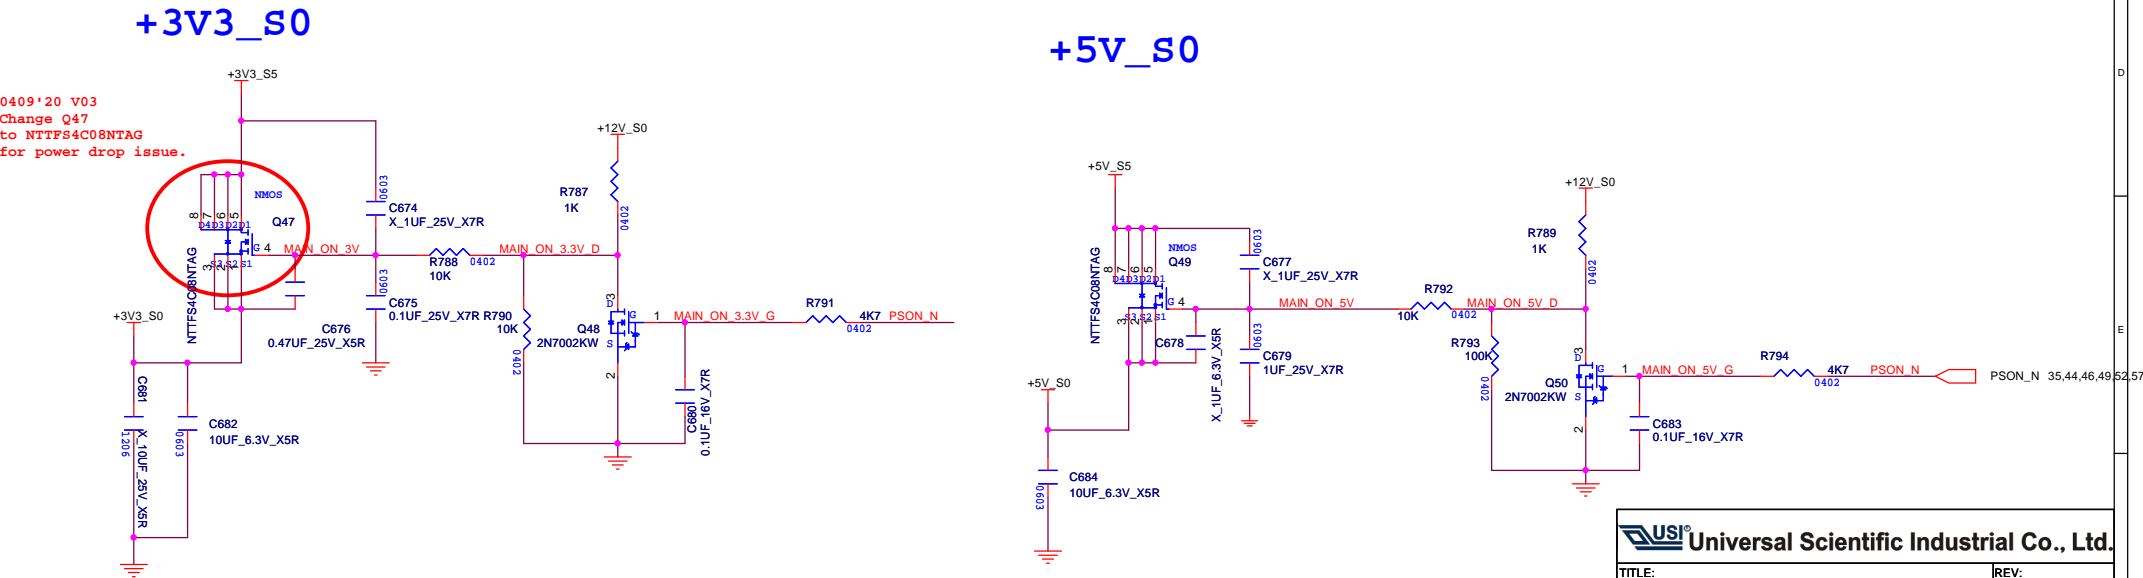 +3V3_S0
+5V_S0
+3V3_S5
0409'20 V03
Change Q47
to NTTFS4C08NTAG
for power drop issue.
NMOS
Q47
8
7
6
5
D4
D3
D2
D1
G
4
S3
S2
S1
3
2
1
NTTFS4C08NTAG
MAIN_ON_3V
0603
C674
X_1UF_25V_X7R
0603
C675
0.1UF_25V_X7R
C676
0.47UF_25V_X5R
R788
10K
0402
MAIN_ON_3.3V_D
+12V_S0
R787
1K
0402
R790
10K
0402
Q48
2N7002KW
D
G
S
3
1
2
MAIN_ON_3.3V_G
R791
4K7
0402
PSON_N
C680
0.1UF_16V_X7R
+3V3_S0
C681
X_10UF_25V_X5R
1206
C682
10UF_6.3V_X5R
0603
+5V_S5
NMOS
Q49
8
7
6
5
D4
D3
D2
D1
G
4
S3
S2
S1
3
2
1
NTTFS4C08NTAG
0603
C677
X_1UF_25V_X7R
MAIN_ON_5V
C678
X_1UF_6.3V_X5R
0603
C679
1UF_25V_X7R
R792
10K
0402
MAIN_ON_5V_D
+12V_S0
R789
1K
0402
R793
100K
0402
Q50
2N7002KW
D
G
S
3
1
2
MAIN_ON_5V_G
R794
4K7
0402
PSON_N
PSON_N 35,44,46,49,52,57
C683
0.1UF_16V_X7R
+5V_S0
C684
10UF_6.3V_X5R
0603
D
E
USI® Universal Scientific Industrial Co., Ltd.
TITLE:
REV: